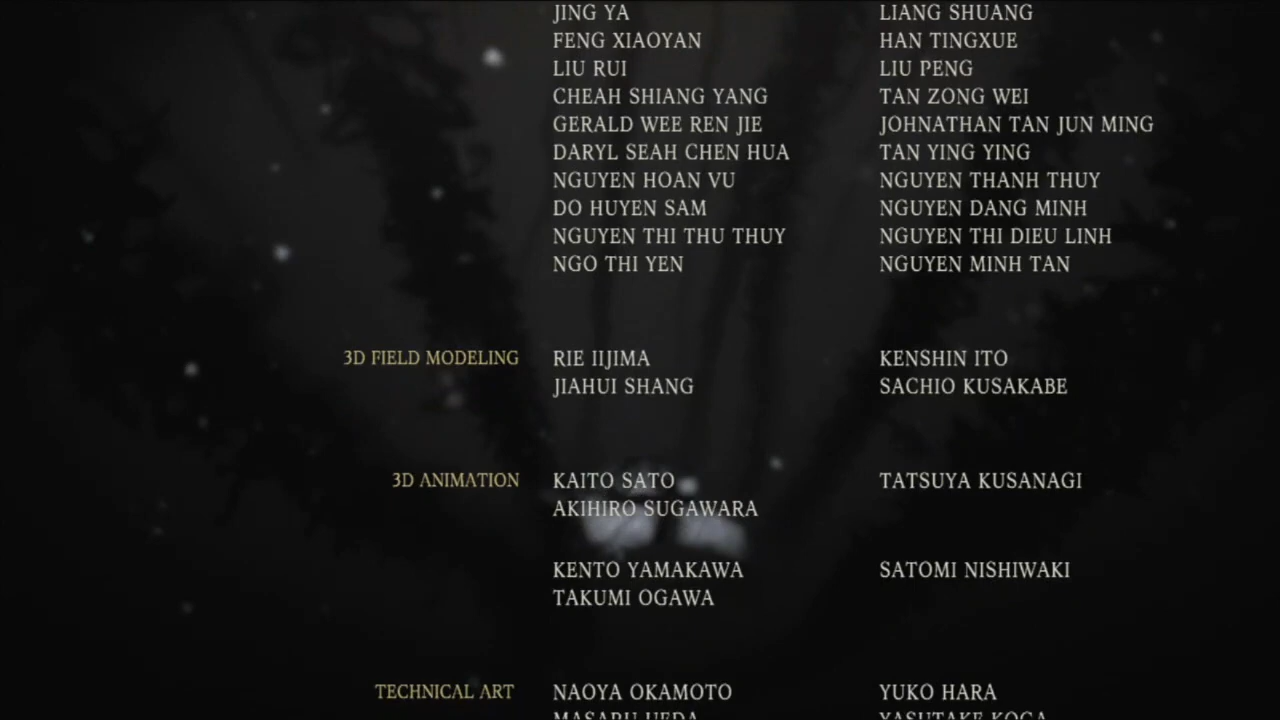 JING YA LIANG SHUANG
FENG XIAOYAN HAN TINGXUE
LIU RUI LIU PENG
CHEAH SHIANG YANG TAN ZONG WEI
GERALD WEE REN JIE JOHNATHAN TAN JUN MING
DARYL SEAH CHEN HUA TAN YING YING
NGUYEN HOAN VU NGUYEN THANH THUY
DO HUYEN SAM NGUYEN DANG MINH
NGUYEN THI THU THUY NGUYEN THI DIEU LINH
NGO THI YEN NGUYEN MINH TAN
3D FIELD MODELING RIE IIJIMA KENSHIN ITO
JIAHUI SHANG SACHIO KUSAKABE
3D ANIMATION KAITO SATO TATSUYA KUSANAGI
AKIHIRO SUGAWARA
KENTO YAMAKAWA SATOMI NISHIWAKI
TAKUMI OGAWA
TECHNICAL ART NAOYA OKAMOTO YUKO HARA
MASARU UEDA YASUTAKE KOGA